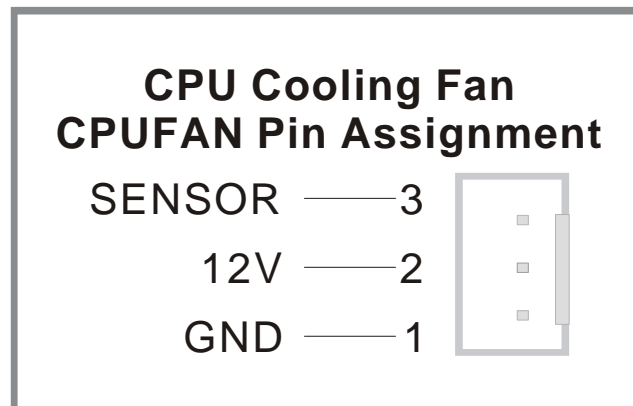 CPU Cooling Fan
CPUFAN Pin Assignment
SENSOR 3
12V 2
GND 1